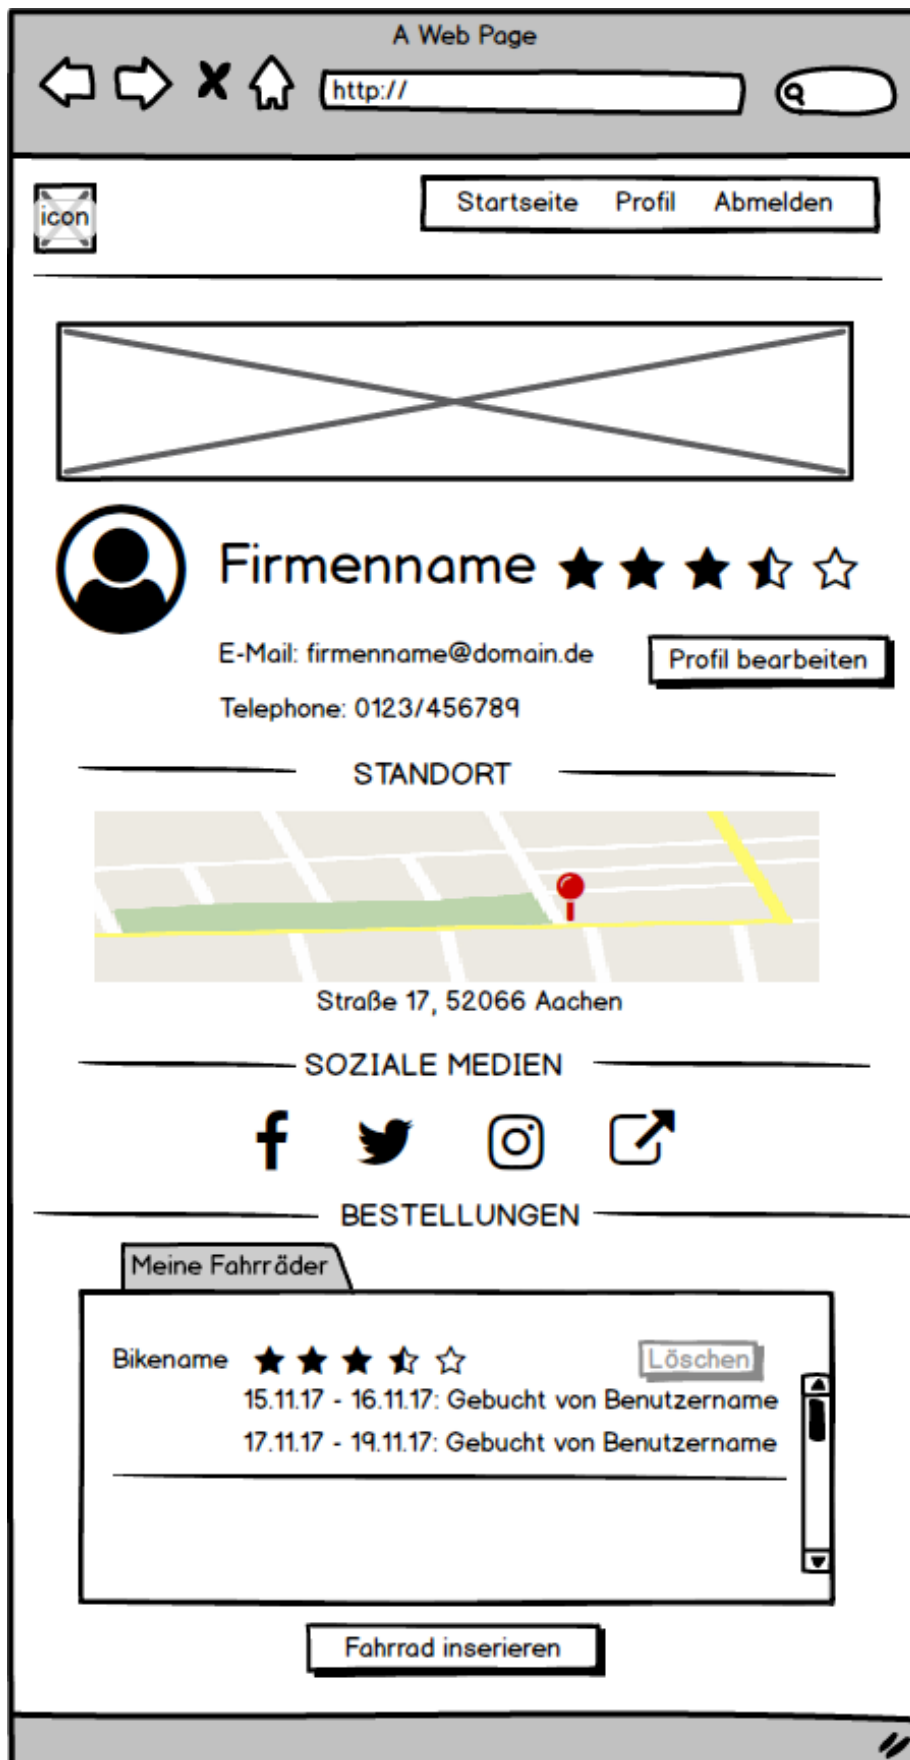 A Web Page
http://
icon
Startseite Profil Abmelden
Firmenname
E-Mail: firmenname@domain.de
Profil bearbeiten
Telephone: 0123/456789
STANDORT
Straße 17, 52066 Aachen
SOZIALE MEDIEN
BESTELLUNGEN
Meine Fahrräder
Bikename
Löschen
15.11.17 - 16.11.17: Gebucht von Benutzername
17.11.17 - 19.11.17: Gebucht von Benutzername
Fahrrad inserieren